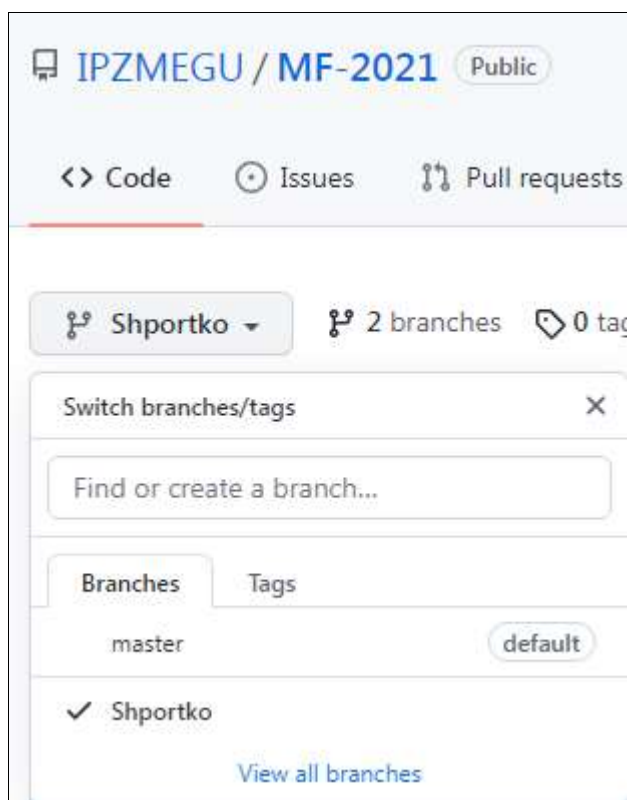 IPZMEGU / MF-2021 Public
<> Code Issues Pull requests
Shportko 2 branches 0 tag
Switch branches/tags
Find or create a branch...
Branches Tags
master default
Shportko
View all branches